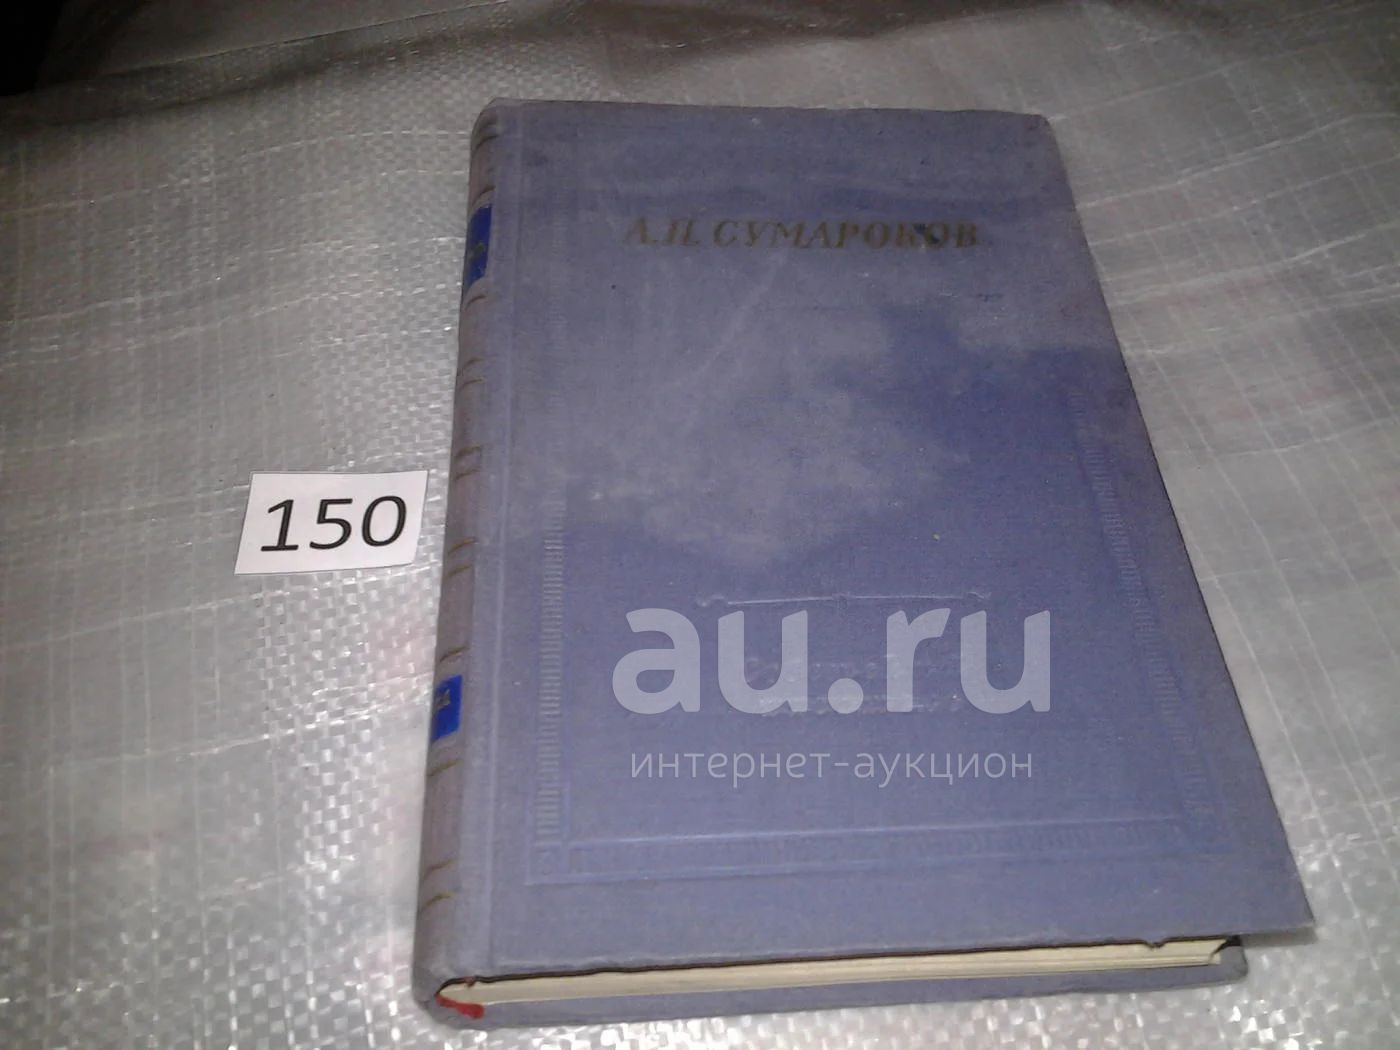 А.П. СУМАРОКОВ
150
au.ru
интернет-аукцион